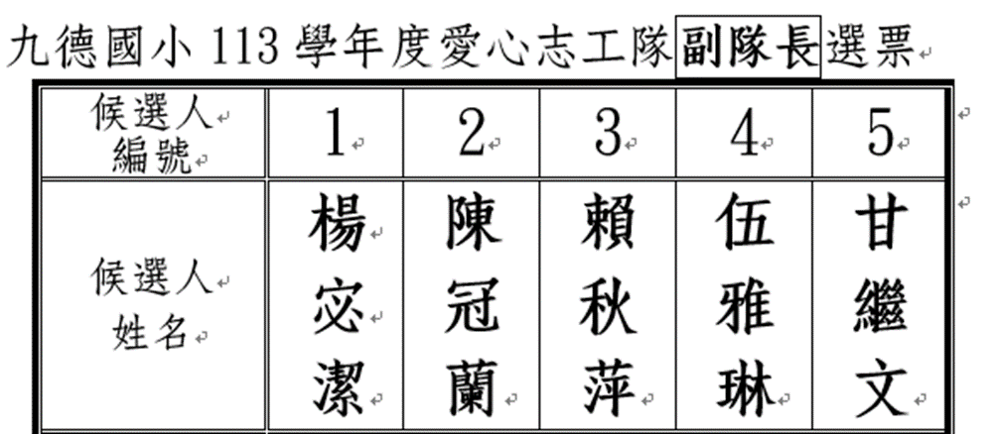 九德國小 113 學年度愛心志工隊副隊長選票
候選人編號 1 2 3 4 5
候選人姓名 楊宓潔 陳冠蘭 賴秋萍 伍雅琳 甘繼文